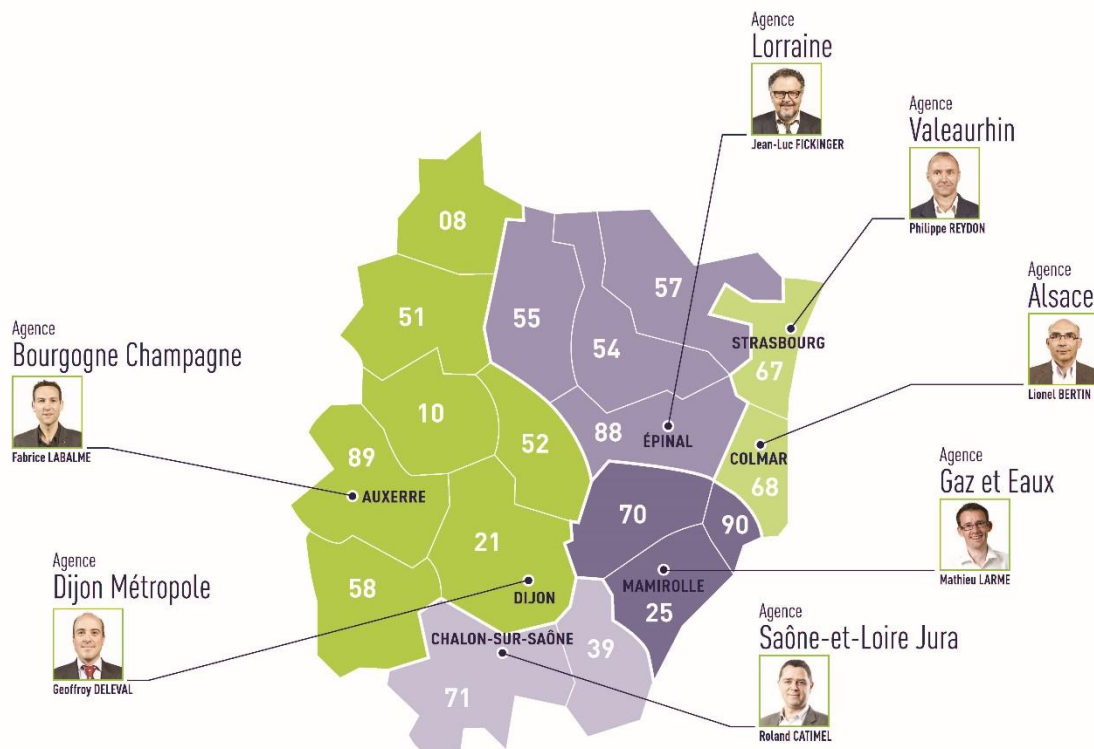 Agence
Lorraine
Jean-Luc FICKINGER
Agence
Valeaurhin
Philippe REYDON
Agence
Alsace
Lionel BERTIN
Agence
Bourgogne Champagne
Fabrice LABALME
Agence
Gaz et Eaux
Mathieu LARME
Agence
Dijon Métropole
Geoffroy DELEVAL
Agence
Saône-et-Loire Jura
Roland CATIMEL
08
51
55
57
54
STRASBOURG
67
10
52
88
ÉPINAL
COLMAR
68
89
AUXERRE
70
90
21
58
DIJON
MAMIROLLE
25
CHALON-SUR-SAÔNE
39
71